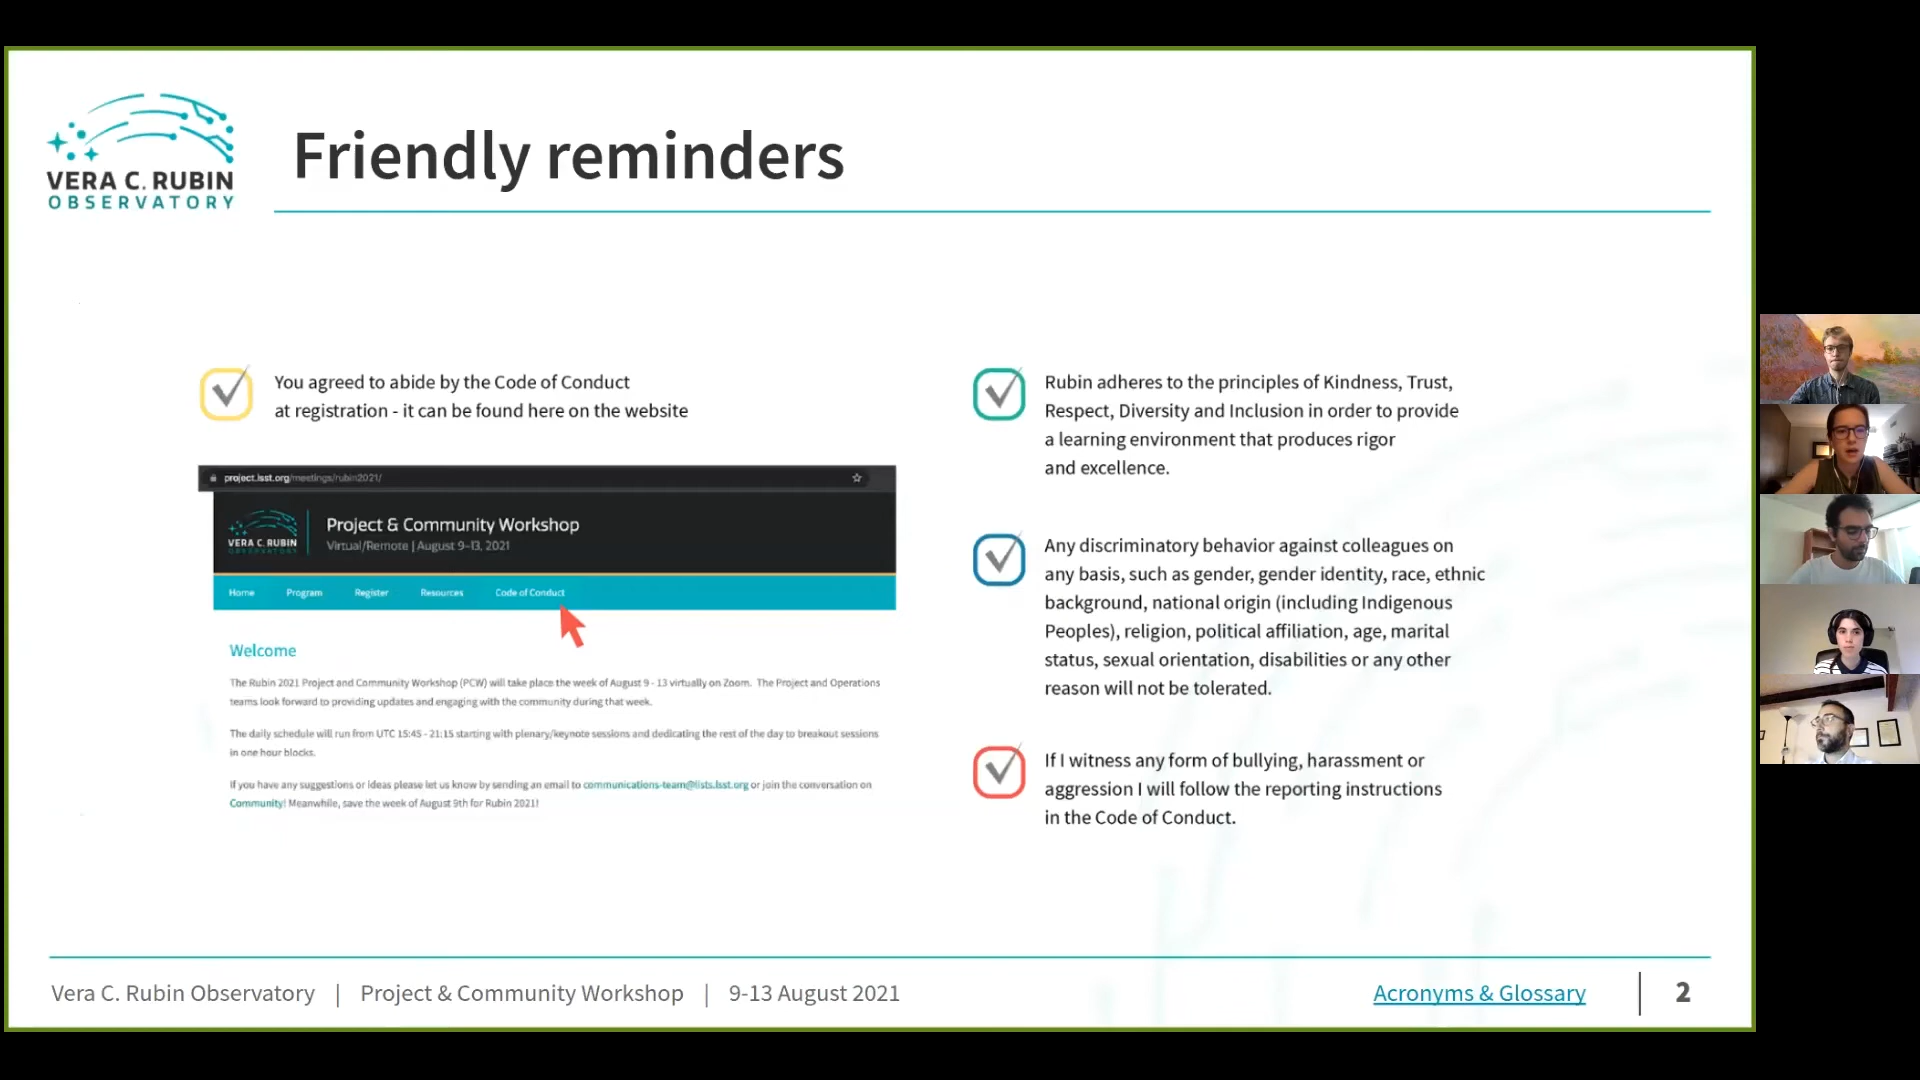 VERA C. RUBIN
OBSERVATORY
Friendly reminders
You agreed to abide by the Code of Conduct
at registration - it can be found here on the website
project.lsst.org/meetings/rubin2021/
VERA C. RUBIN
OBSERVATORY
Project & Community Workshop
Virtual/Remote | August 9-13, 2021
Home Program Register Resources Code of Conduct
Welcome
The Rubin 2021 Project and Community Workshop (PCW) will take place the week of August 9 - 13 virtually on Zoom. The Project and Operations
teams look forward to providing updates and engaging with the community during that week.
The daily schedule will run from UTC 15:45 - 21:15 starting with plenary/keynote sessions and dedicating the rest of the day to breakout sessions
in one hour blocks.
If you have any suggestions or ideas please let us know by sending an email to communications-team@lists.lsst.org or join the conversation on
Community! Meanwhile, save the week of August 9th for Rubin 2021!
Rubin adheres to the principles of Kindness, Trust,
Respect, Diversity and Inclusion in order to provide
a learning environment that produces rigor
and excellence.
Any discriminatory behavior against colleagues on
any basis, such as gender, gender identity, race, ethnic
background, national origin (including Indigenous
Peoples), religion, political affiliation, age, marital
status, sexual orientation, disabilities or any other
reason will not be tolerated.
If I witness any form of bullying, harassment or
aggression I will follow the reporting instructions
in the Code of Conduct.
Vera C. Rubin Observatory | Project & Community Workshop | 9-13 August 2021
Acronyms & Glossary | 2